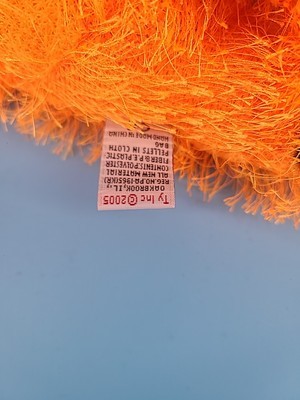 Ty Inc © 2005
OAKBROOK, IL.,
REG.NO.PA-1965(KR)
ALL NEW MATERIAL
CONTENTS:POLYESTER
FIBER & P.E.PLASTIC
PELLETS IN CLOTH
BAG
HAND MADE IN CHINA